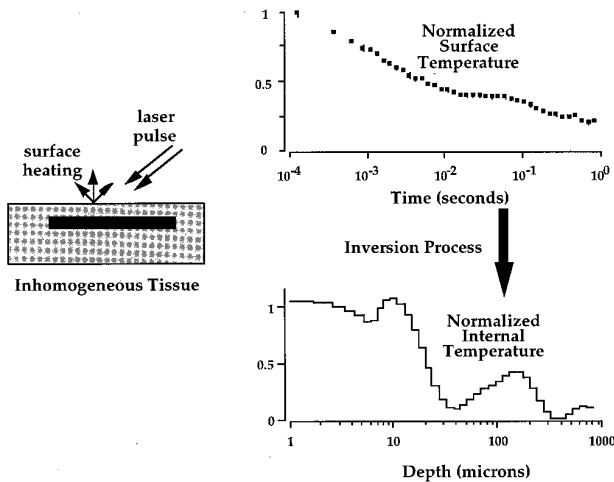 laser
pulse
surface
heating
Inhomogeneous Tissue
1
0.5
0
Normalized
Surface
Temperature
10-4
10-3
10-2
10-1
100
Time (seconds)
Inversion Process
1
0.5
0
Normalized
Internal
Temperature
1
10
100
1000
Depth (microns)